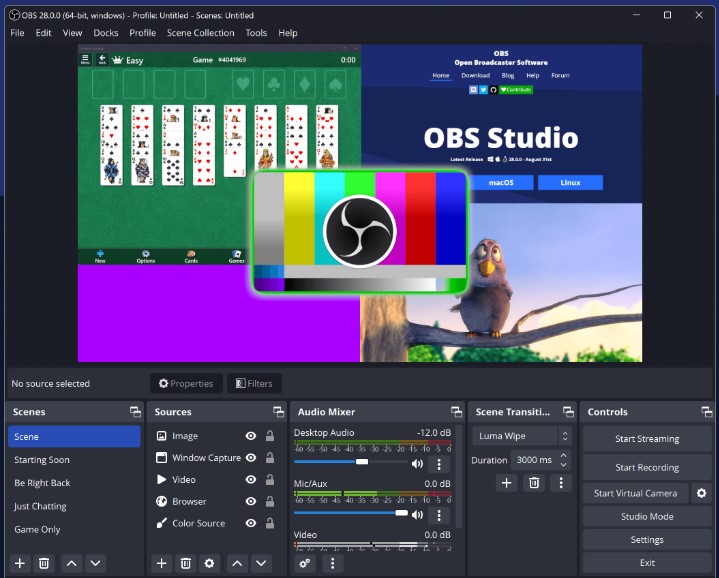 OBS 28.0.0 (64-bit, windows) - Profile: Untitled - Scenes: Untitled
File Edit View Docks Profile Scene Collection Tools Help
Menu Back Easy Game #4041969 0:00
New Options Cards Games
OBS
Open Broadcaster Software
Home Download Blog Help Forum
Contribute
OBS Studio
Latest Release 28.0.0 - August 31st
macOS Linux
No source selected Properties Filters
Scenes
Scene
Starting Soon
Be Right Back
Just Chatting
Game Only
Sources
Image
Window Capture
Video
Browser
Color Source
Audio Mixer
Desktop Audio -12.0 dB
-60 -55 -50 -45 -40 -35 -30 -25 -20 -15 -10 -5 0
Mic/Aux 0.0 dB
-60 -55 -50 -45 -40 -35 -30 -25 -20 -15 -10 -5 0
Video 0.0 dB
-60 -55 -50 -45 -40 -35 -30 -25 -20 -15 -10 -5 0
Scene Transiti...
Luma Wipe
Duration 3000 ms
Controls
Start Streaming
Start Recording
Start Virtual Camera
Studio Mode
Settings
Exit